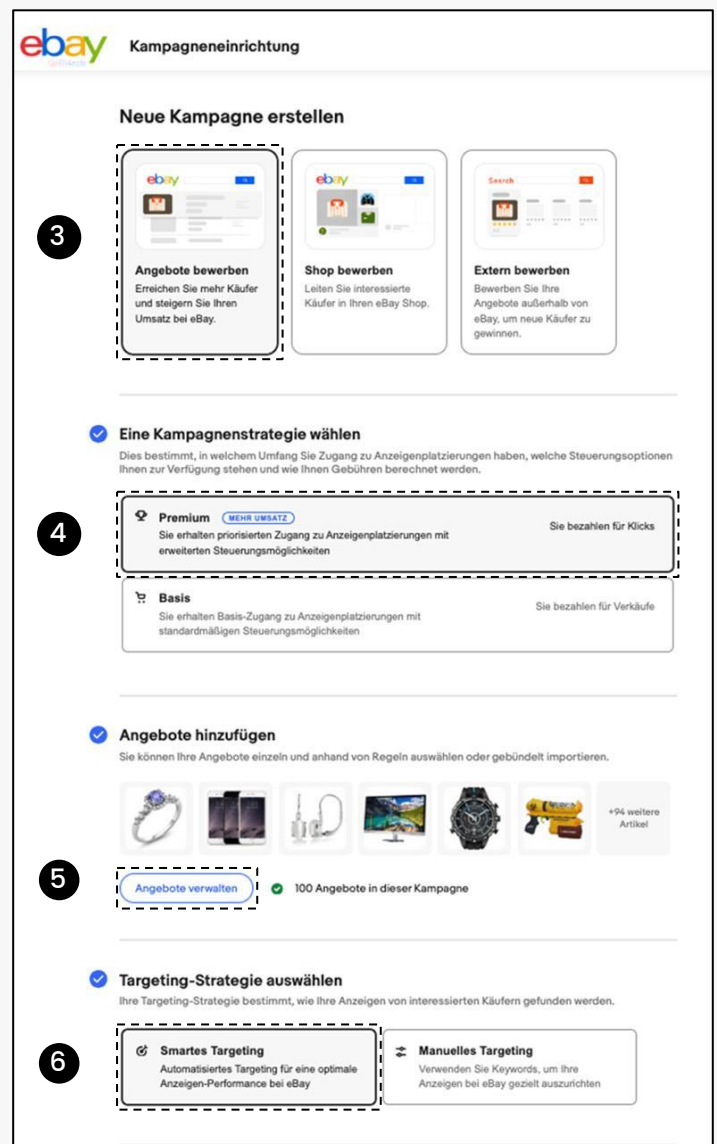 ebay Kampagneneinrichtung
Neue Kampagne erstellen
3
ebay
ebay
Search
Angebote bewerben
Erreichen Sie mehr Käufer
und steigern Sie Ihren
Umsatz bei eBay.
Shop bewerben
Leiten Sie interessierte
Käufer in Ihren eBay Shop.
Extern bewerben
Bewerben Sie Ihre
Angebote außerhalb von
eBay, um neue Käufer zu
gewinnen.
Eine Kampagnenstrategie wählen
Dies bestimmt, in welchem Umfang Sie Zugang zu Anzeigenplatzierungen haben, welche Steuerungsoptionen
Ihnen zur Verfügung stehen und wie Ihnen Gebühren berechnet werden.
4
Premium MEHR UMSATZ
Sie erhalten priorisierten Zugang zu Anzeigenplatzierungen mit
erweiterten Steuerungsmöglichkeiten
Sie bezahlen für Klicks
Basis
Sie erhalten Basis-Zugang zu Anzeigenplatzierungen mit
standardmäßigen Steuerungsmöglichkeiten
Sie bezahlen für Verkäufe
Angebote hinzufügen
Sie können Ihre Angebote einzeln und anhand von Regeln auswählen oder gebündelt importieren.
+94 weitere
Artikel
5
Angebote verwalten
100 Angebote in dieser Kampagne
Targeting-Strategie auswählen
Ihre Targeting-Strategie bestimmt, wie Ihre Anzeigen von interessierten Käufern gefunden werden.
6
Smartes Targeting
Automatisiertes Targeting für eine optimale
Anzeigen-Performance bei eBay
Manuelles Targeting
Verwenden Sie Keywords, um Ihre
Anzeigen bei eBay gezielt auszurichten